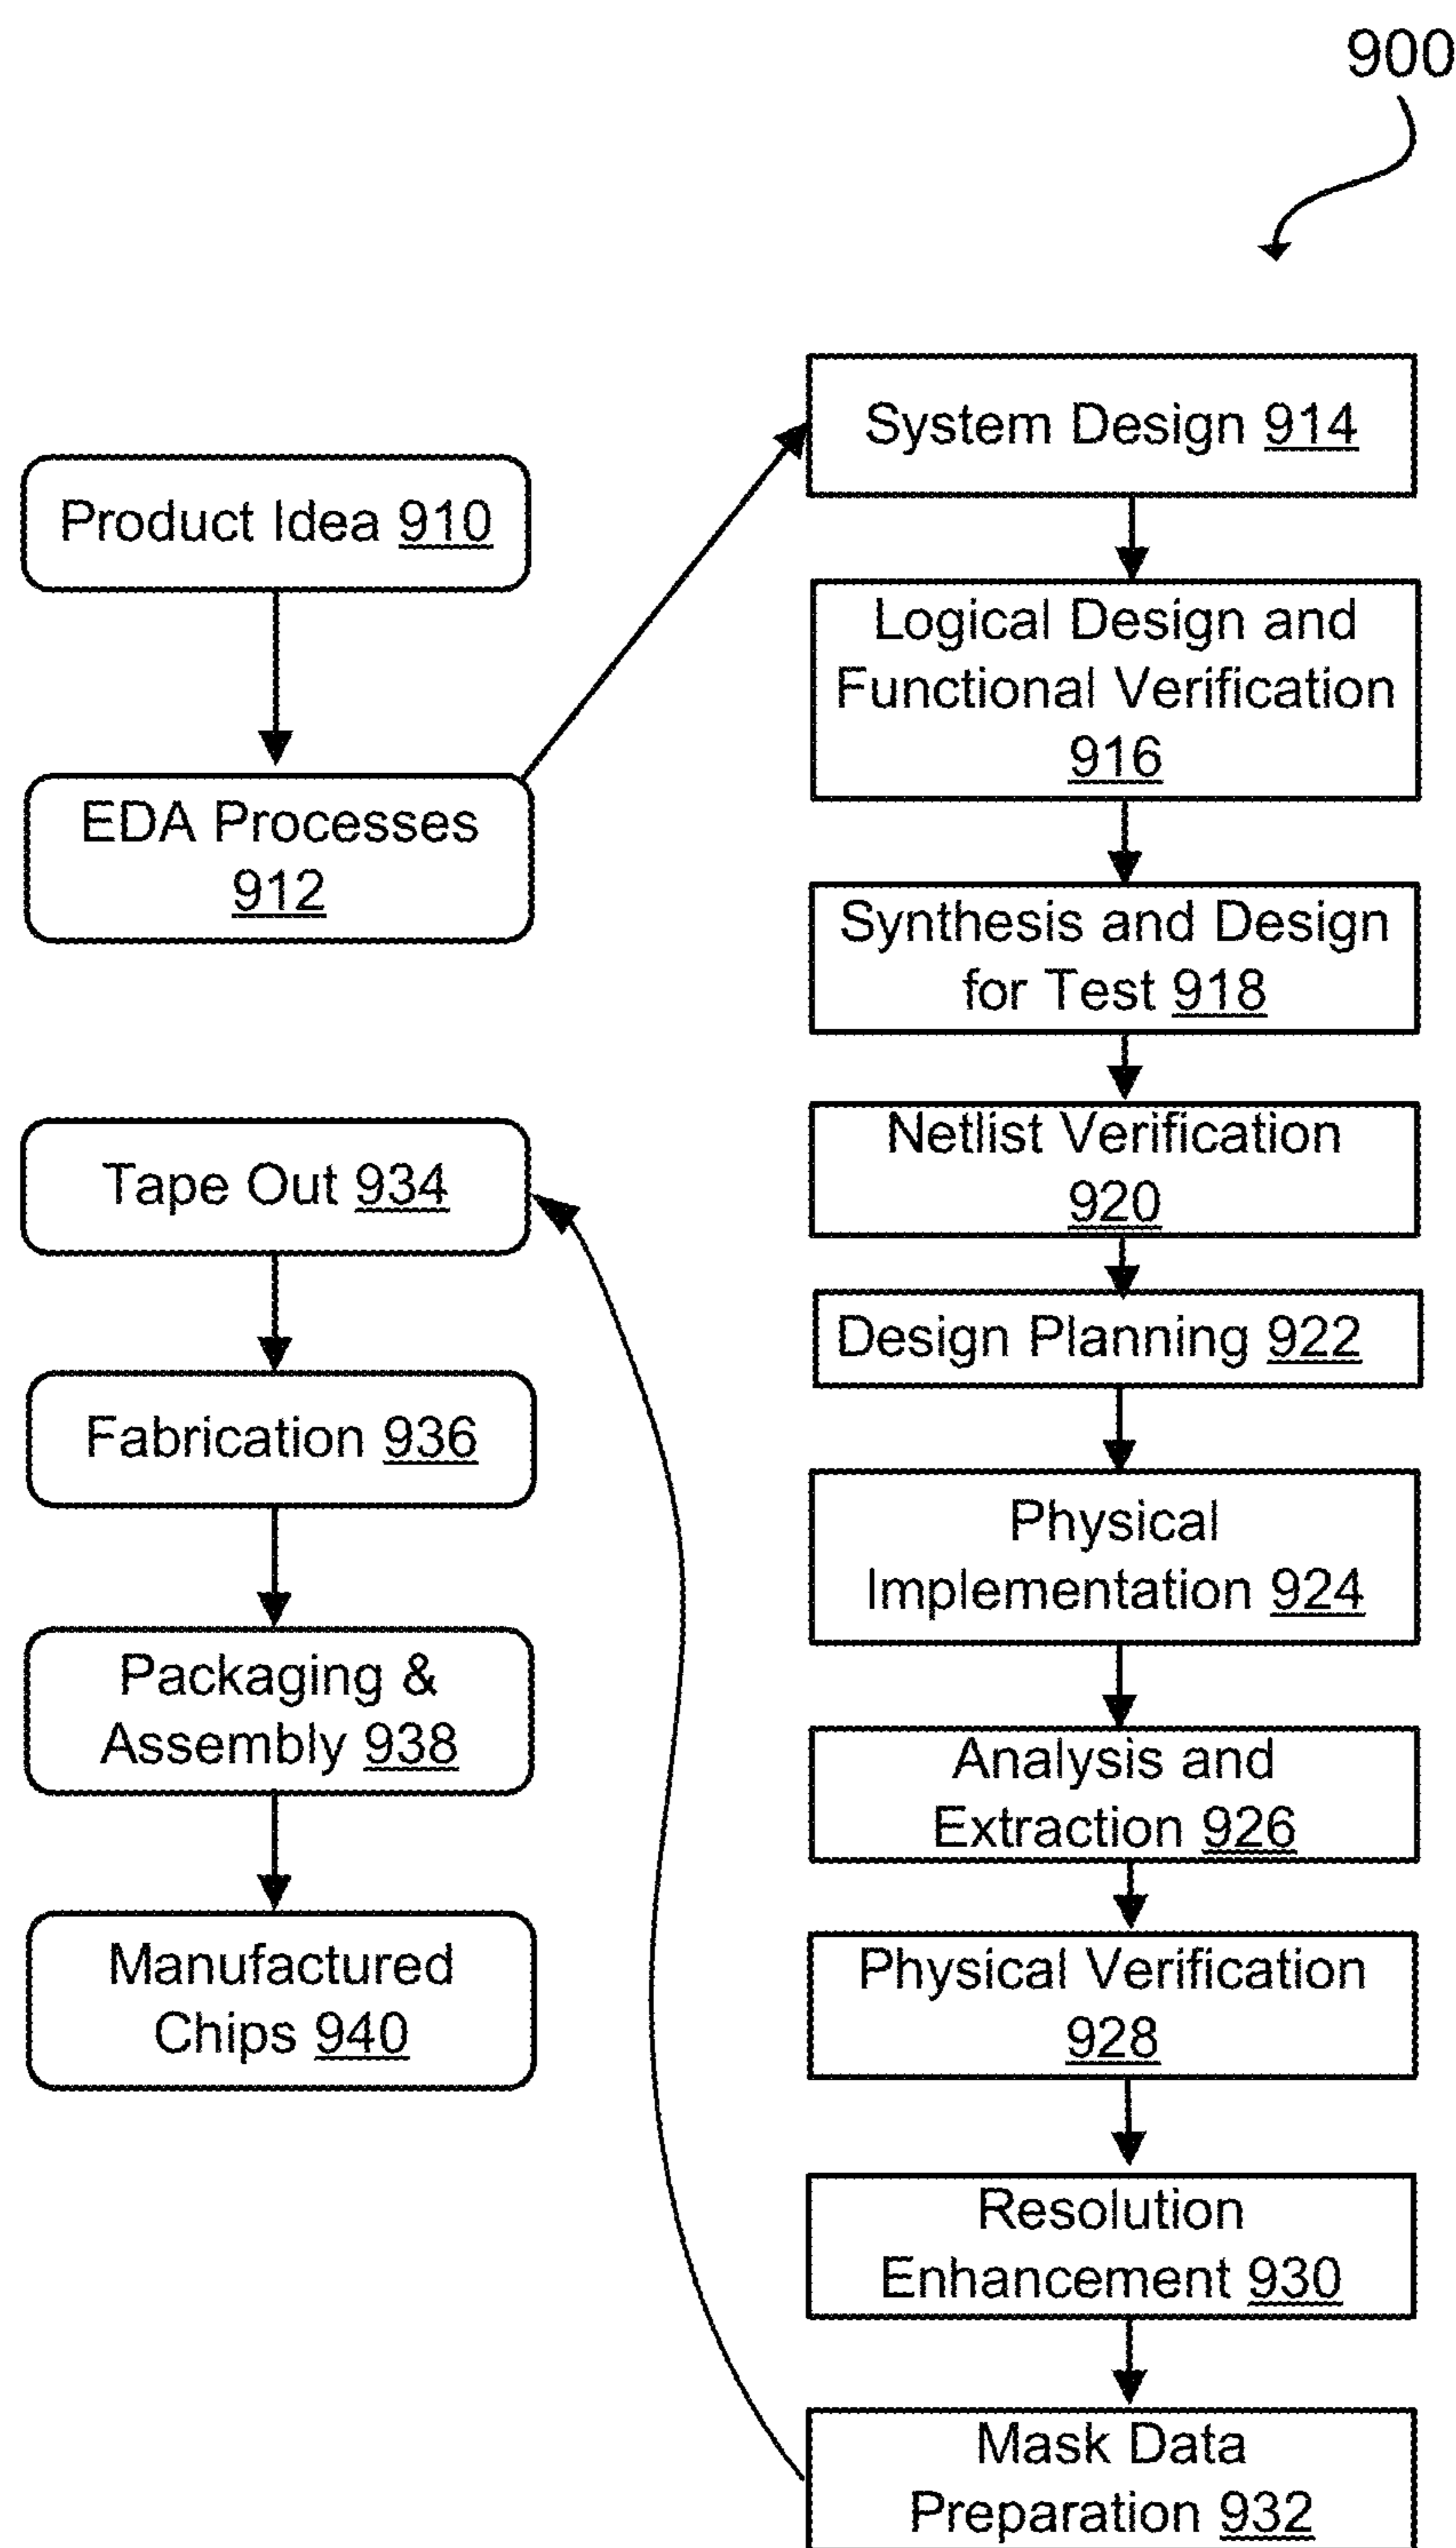 900
Product Idea 910
EDA Processes
912
System Design 914
Logical Design and
Functional Verification
916
Synthesis and Design
for Test 918
Netlist Verification
920
Design Planning 922
Physical
Implementation 924
Analysis and
Extraction 926
Physical Verification
928
Resolution
Enhancement 930
Mask Data
Preparation 932
Tape Out 934
Fabrication 936
Packaging &
Assembly 938
Manufactured
Chips 940